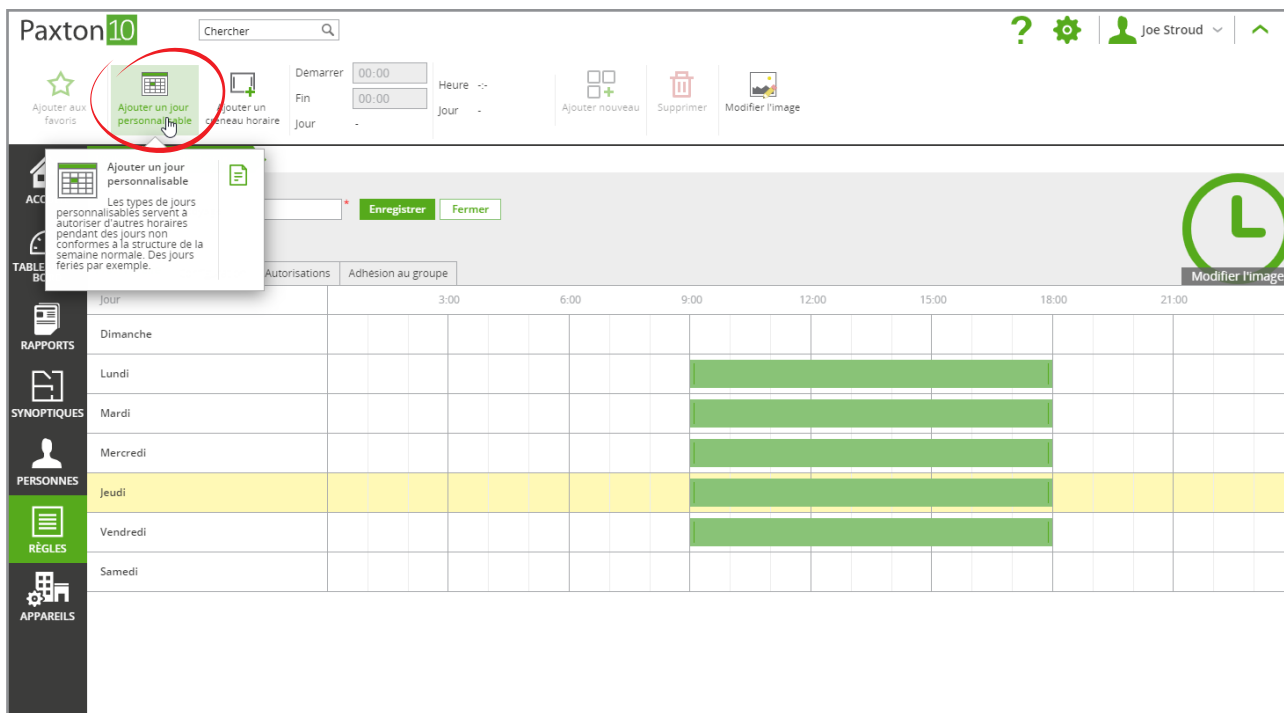 Paxton10
Chercher
Joe Stroud
Ajouter aux
favoris
Ajouter un jour
personnalisable
Ajouter un
créneau horaire
Demarrer 00:00
Fin 00:00
Jour -
Heure -:-
Jour -
Ajouter nouveau
Supprimer
Modifier l'image
Ajouter un jour
personnalisable
Les types de jours
personnalisables servent à
autoriser d'autres horaires
pendant des jours non
conformes à la structure de la
semaine normale. Des jours
feries par exemple.
* Enregistrer Fermer
Modifier l'image
Autorisations Adhésion au groupe
Jour 3:00 6:00 9:00 12:00 15:00 18:00 21:00
Dimanche
Lundi
Mardi
Mercredi
Jeudi
Vendredi
Samedi
RAPPORTS
SYNOPTIQUES
PERSONNES
RÈGLES
APPAREILS